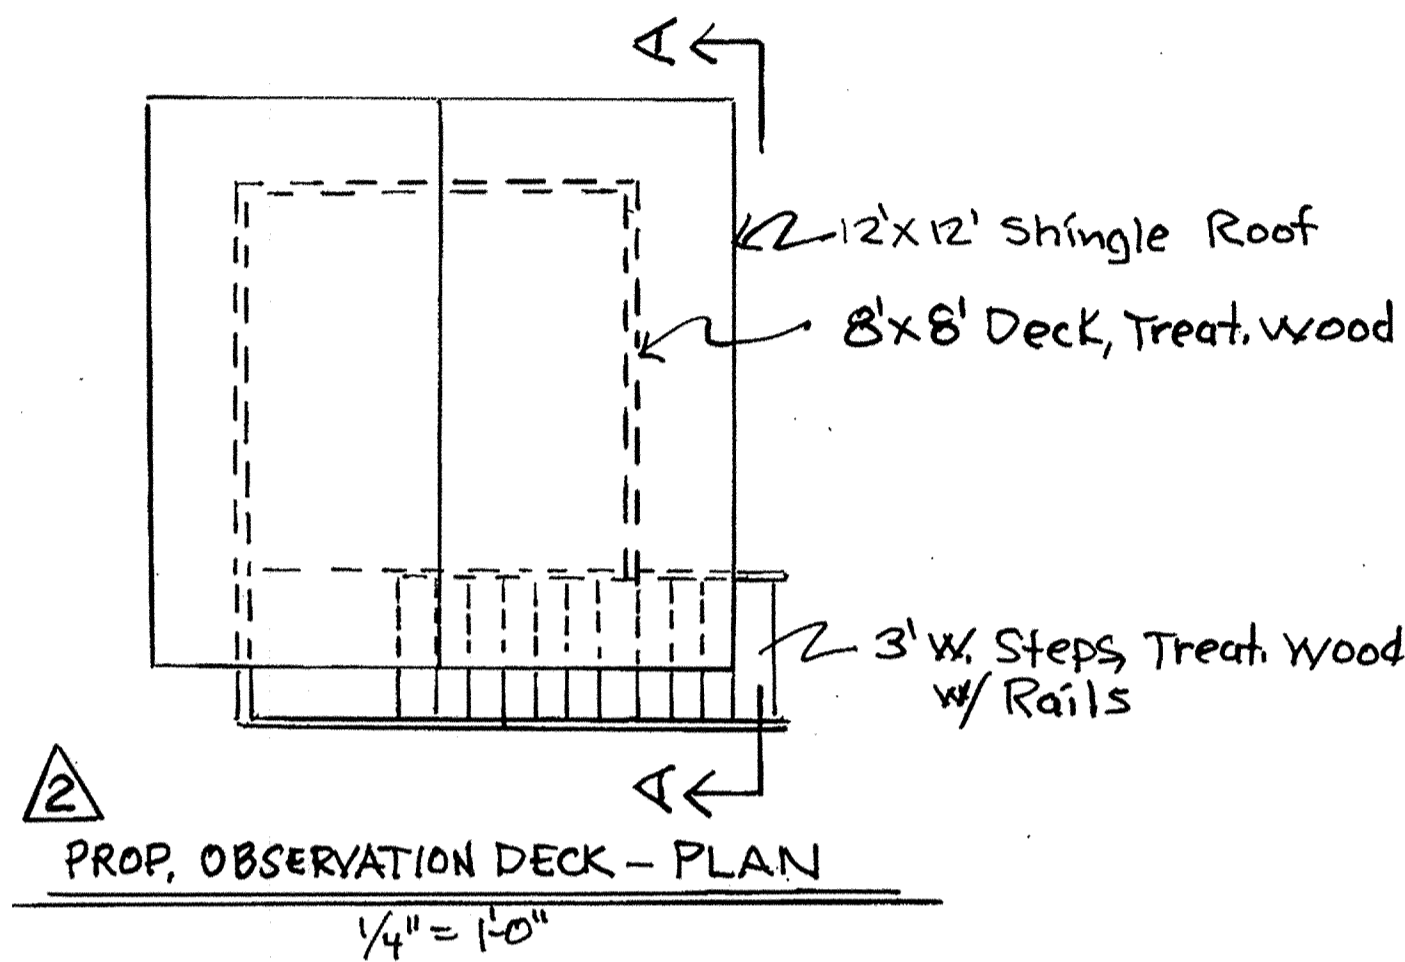 A
12'X12' Shingle Roof
8'X8' Deck, Treat. Wood
3' W. Steps, Treat. Wood
w/ Rails
A
2
PROP. OBSERVATION DECK - PLAN
1/4" = 1'-0"